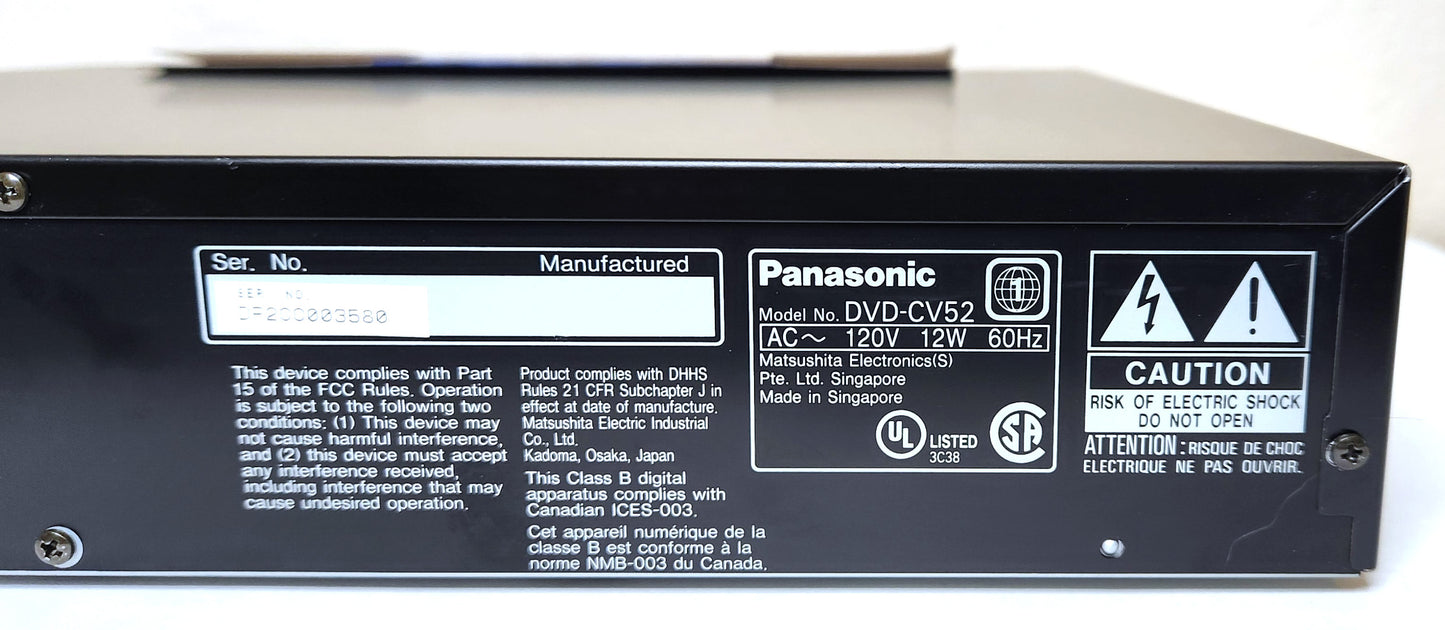 Ser. No. Manufactured
SER. NO.
003580
This device complies with Part
15 of the FCC Rules. Operation
is subject to the following two
conditions: (1) This device may
not cause harmful interference,
and (2) this device must accept
any interference received,
including interference that may
cause undesired operation.
Product complies with DHHS
Rules 21 CFR Subchapter J in
effect at date of manufacture.
Matsushita Electric Industrial
Co., Ltd.
Kadoma, Osaka, Japan
This Class B digital
apparatus complies with
Canadian ICES-003.
Cet appareil numérique de la
classe B est conforme à la
norme NMB-003 du Canada.
Panasonic
1
Model No. DVD-CV52
AC～ 120V 12W 60Hz
Matsushita Electronics(S)
Pte. Ltd. Singapore
Made in Singapore
UL LISTED
3C38
SA
CAUTION
RISK OF ELECTRIC SHOCK
DO NOT OPEN
ATTENTION : RISQUE DE CHOC
ELECTRIQUE NE PAS OUVRIR.